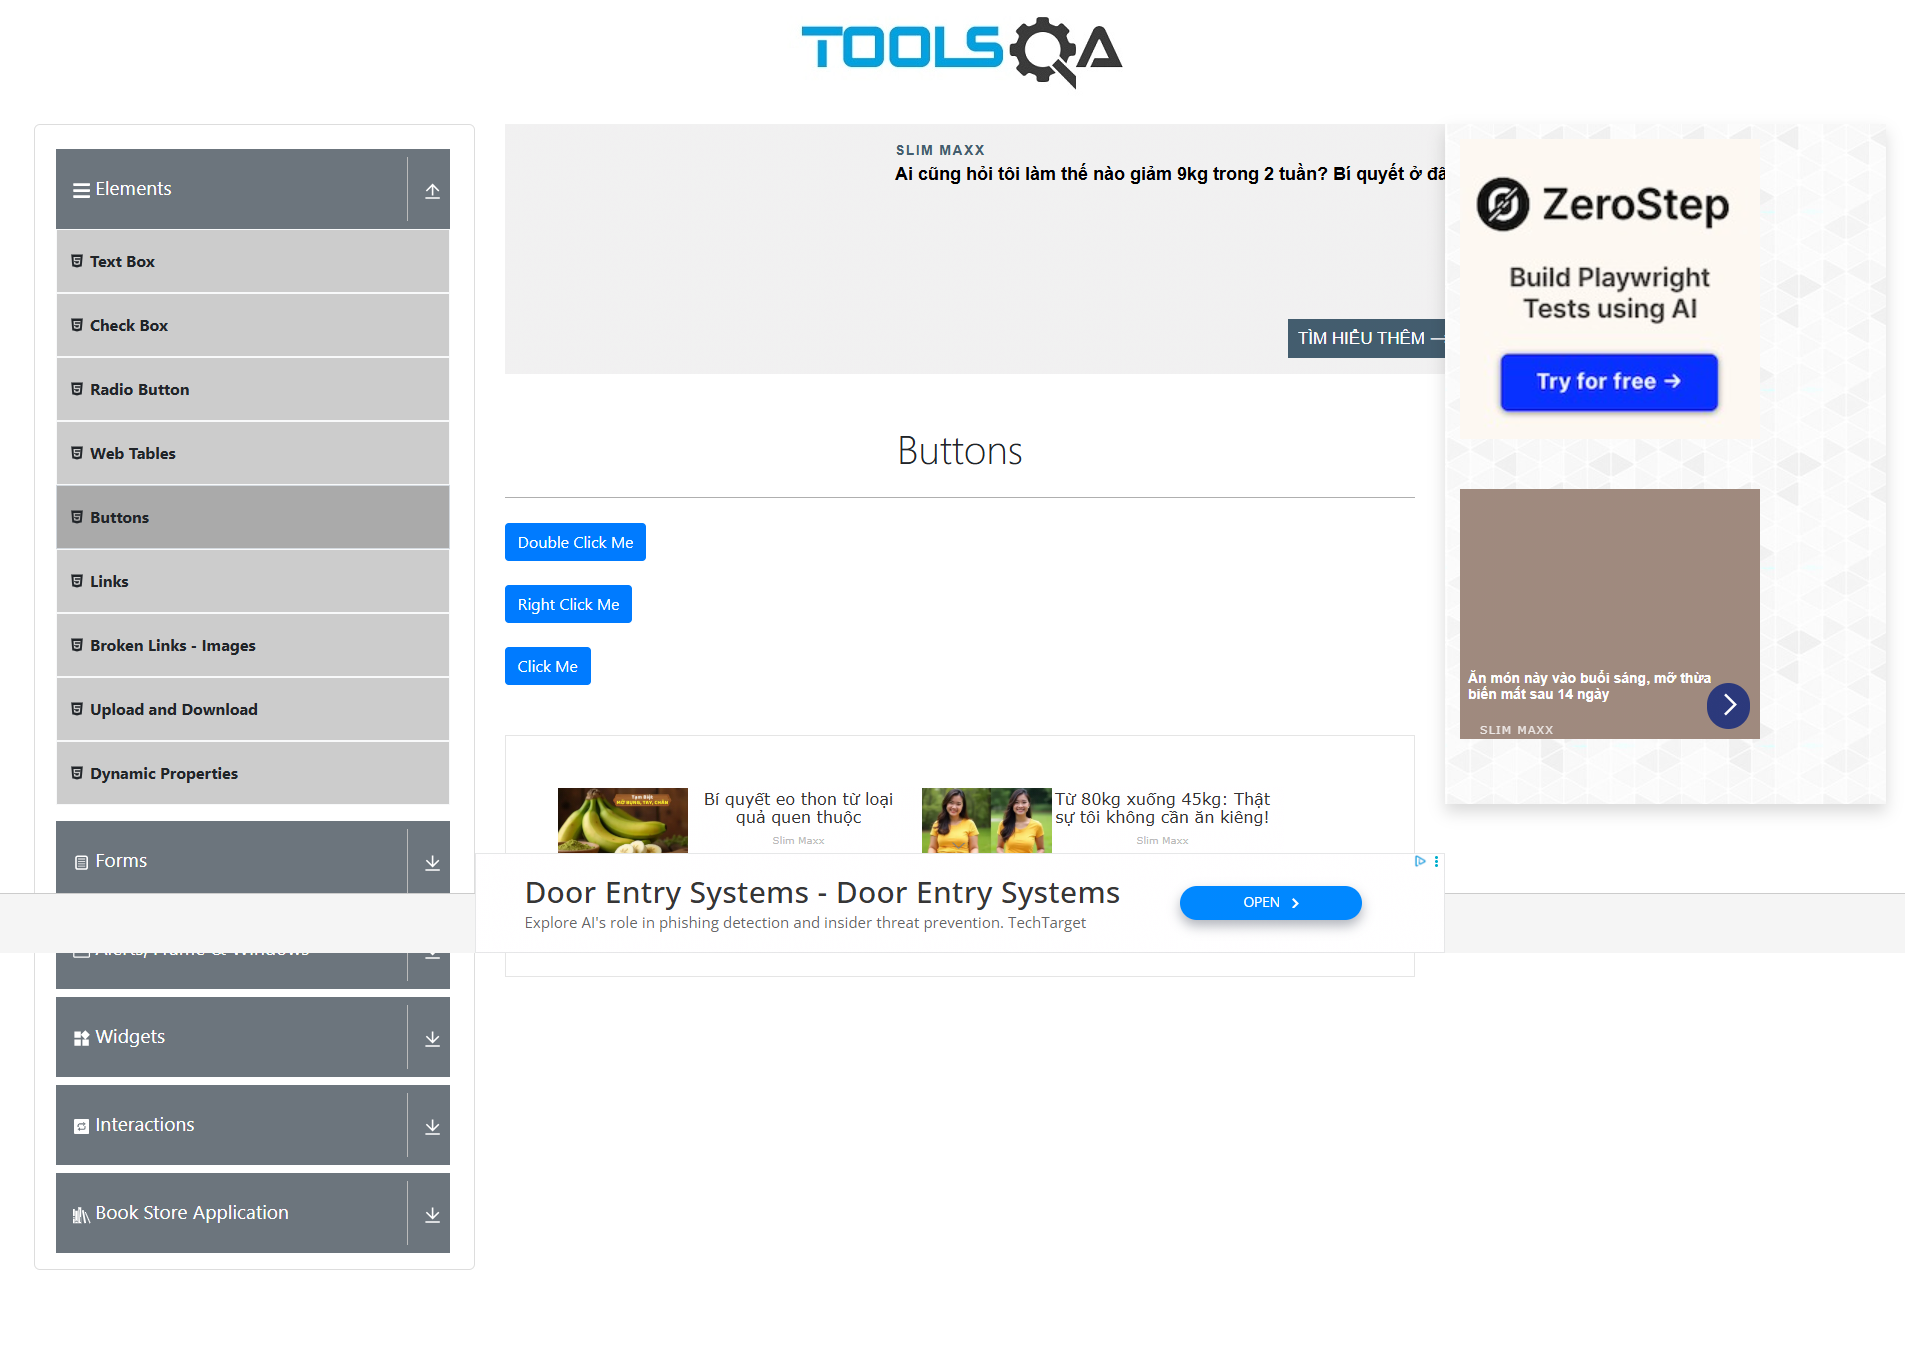 TOOLSQA
Elements
Text Box
Check Box
Radio Button
Web Tables
Buttons
Links
Broken Links - Images
Upload and Download
Dynamic Properties
Forms
Widgets
Interactions
Book Store Application
SLIM MAXX
Ai cũng hỏi tôi làm thế nào giảm 9kg trong 2 tuần? Bí quyết ở
TÌM HIỂU THÊM
Buttons
Double Click Me
Right Click Me
Click Me
Bí quyết eo thon từ loại
quả quen thuộc
Slim Maxx
Từ 80kg xuống 45kg: Thật
sự tôi không cần ăn kiêng!
Slim Maxx
Door Entry Systems - Door Entry Systems
Explore AI's role in phishing detection and insider threat prevention. TechTarget
OPEN
ZeroStep
Build Playwright
Tests using AI
Try for free →
Ăn món này vào buổi sáng, mỡ thừa
biến mất sau 14 ngày
SLIM MAXX